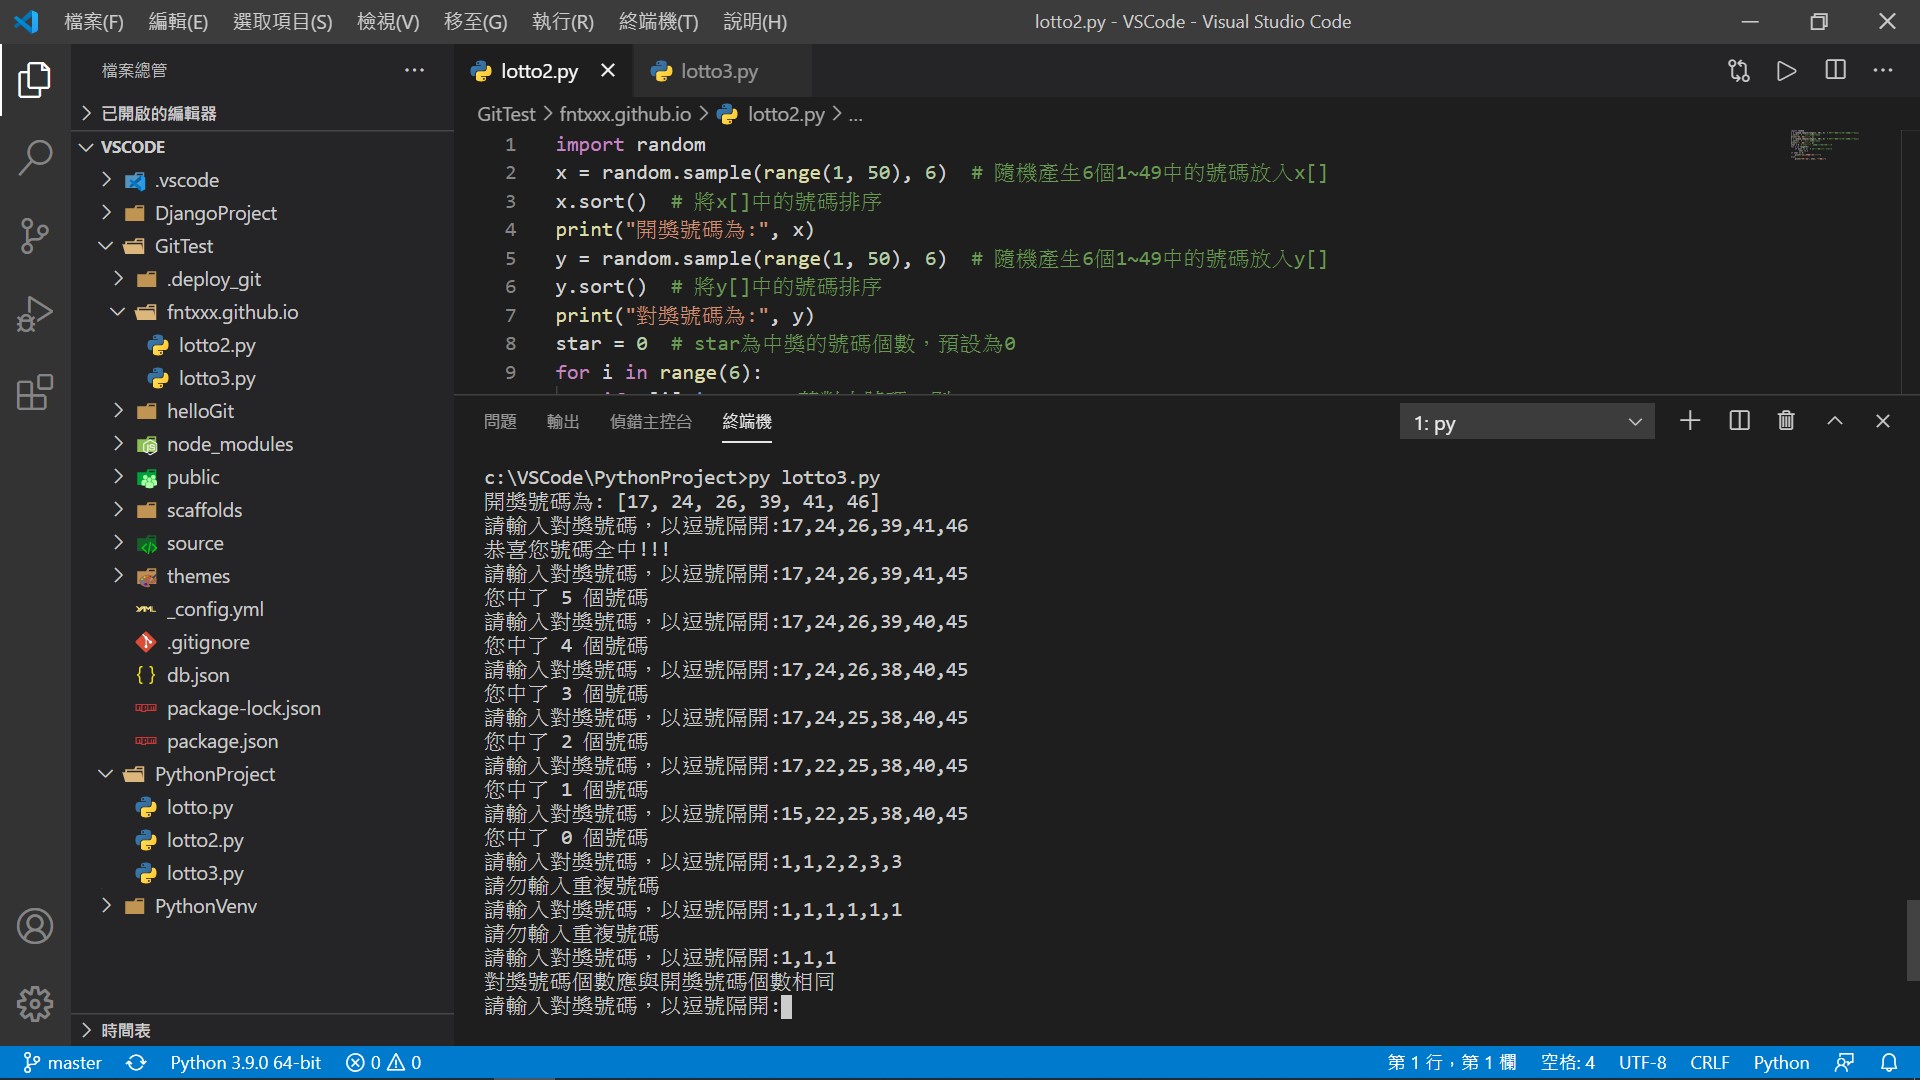 檔案(F) 編輯(E) 選取項目(S) 檢視(V) 移至(G) 執行(R) 終端機(T) 說明(H) lotto2.py - VSCode - Visual Studio Code
檔案總管
已開啟的編輯器
VSCODE
.vscode
DjangoProject
GitTest
.deploy_git
fntxxx.github.io
lotto2.py
lotto3.py
helloGit
node_modules
public
scaffolds
source
themes
_config.yml
.gitignore
db.json
package-lock.json
package.json
PythonProject
lotto.py
lotto2.py
lotto3.py
PythonVenv
時間表
lotto2.py lotto3.py
GitTest > fntxxx.github.io > lotto2.py > ...
1 import random
2 x = random.sample(range(1, 50), 6)  # 隨機產生6個1~49中的號碼放入x[]
3 x.sort()  # 將x[]中的號碼排序
4 print("開獎號碼為:", x)
5 y = random.sample(range(1, 50), 6)  # 隨機產生6個1~49中的號碼放入y[]
6 y.sort()  # 將y[]中的號碼排序
7 print("對獎號碼為:", y)
8 star = 0  # star為中獎的號碼個數，預設為0
9 for i in range(6):
問題 輸出 偵錯主控台 終端機 1: py
c:\VSCode\PythonProject>py lotto3.py
開獎號碼為: [17, 24, 26, 39, 41, 46]
請輸入對獎號碼，以逗號隔開:17,24,26,39,41,46
恭喜您號碼全中!!!
請輸入對獎號碼，以逗號隔開:17,24,26,39,41,45
您中了 5 個號碼
請輸入對獎號碼，以逗號隔開:17,24,26,39,40,45
您中了 4 個號碼
請輸入對獎號碼，以逗號隔開:17,24,26,38,40,45
您中了 3 個號碼
請輸入對獎號碼，以逗號隔開:17,24,25,38,40,45
您中了 2 個號碼
請輸入對獎號碼，以逗號隔開:17,22,25,38,40,45
您中了 1 個號碼
請輸入對獎號碼，以逗號隔開:15,22,25,38,40,45
您中了 0 個號碼
請輸入對獎號碼，以逗號隔開:1,1,2,2,3,3
請勿輸入重複號碼
請輸入對獎號碼，以逗號隔開:1,1,1,1,1,1
請勿輸入重複號碼
請輸入對獎號碼，以逗號隔開:1,1,1
對獎號碼個數應與開獎號碼個數相同
請輸入對獎號碼，以逗號隔開:
master Python 3.9.0 64-bit 0 0 第 1 行，第 1 欄 空格: 4 UTF-8 CRLF Python